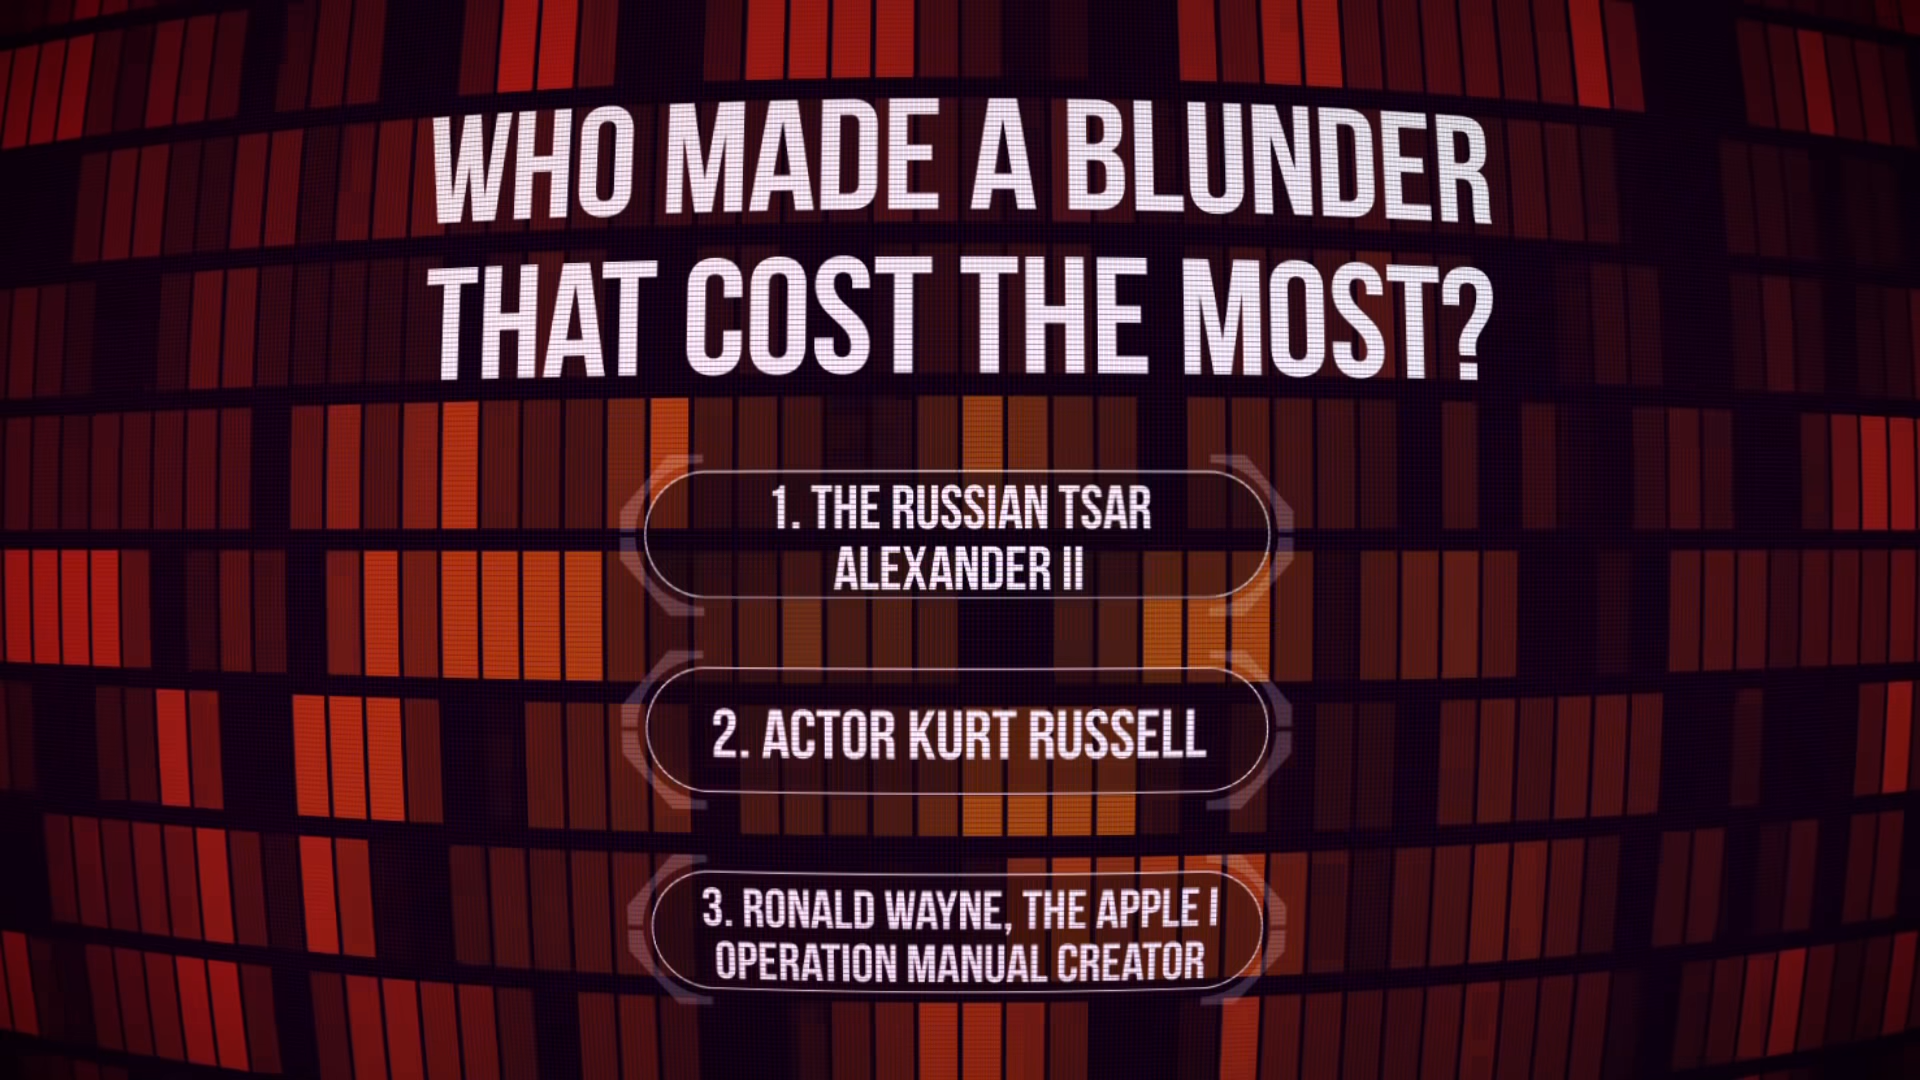 WHO MADE A BLUNDER
THAT COST THE MOST?
1. THE RUSSIAN TSAR
ALEXANDER II
2. ACTOR KURT RUSSELL
3. RONALD WAYNE, THE APPLE I
OPERATION MANUAL CREATOR